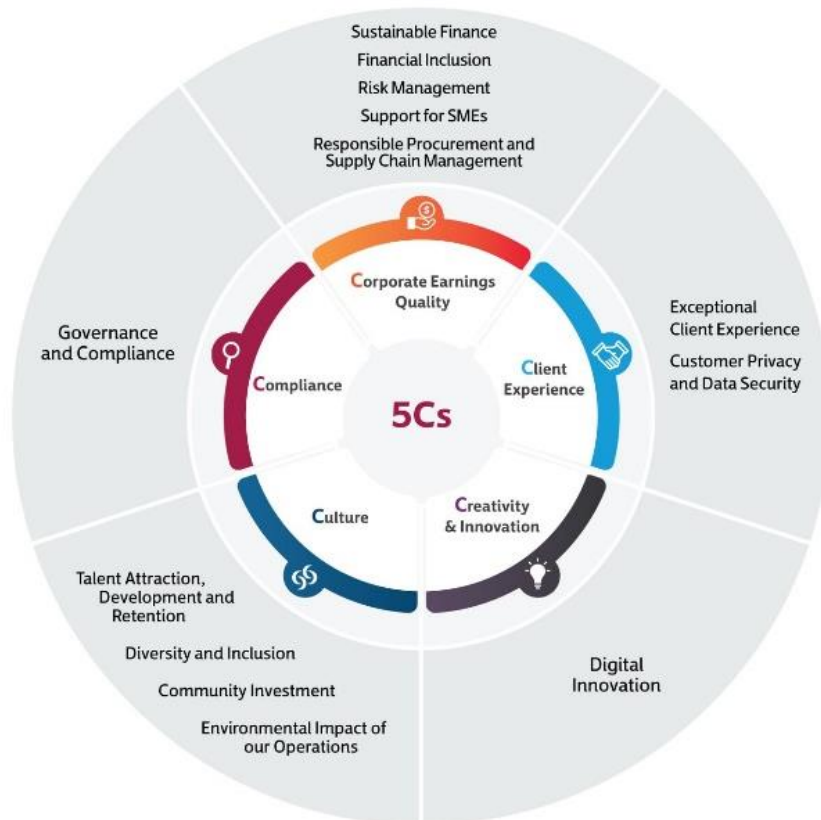 Sustainable Finance
Financial Inclusion
Risk Management
Support for SMEs
Responsible Procurement and
Supply Chain Management
Corporate Earnings
Quality
Governance
and Compliance
Exceptional
Client Experience
Customer Privacy
and Data Security
Compliance
Client
Experience
5Cs
Culture
Creativity
& Innovation
Talent Attraction,
Development and
Retention
Diversity and Inclusion
Community Investment
Environmental Impact of
our Operations
Digital
Innovation